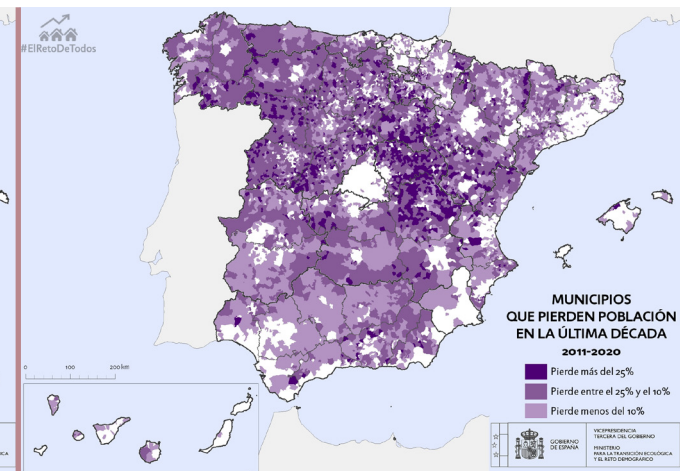 #ElRetoDeTodos
MUNICIPIOS
QUE PIERDEN POBLACIÓN
EN LA ÚLTIMA DÉCADA
2011-2020
Pierde más del 25%
Pierde entre el 25% y el 10%
Pierde menos del 10%
0 100 200 km
GOBIERNO
DE ESPAÑA
VICEPRESIDENCIA
TERCERA DEL GOBIERNO
MINISTERIO
PARA LA TRANSICIÓN ECOLÓGICA
Y EL RETO DEMOGRÁFICO